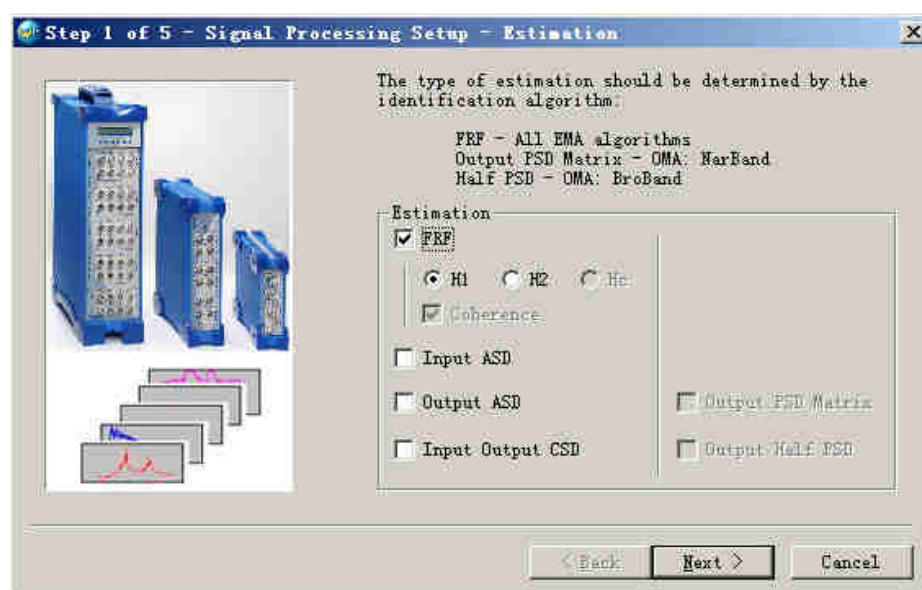 Step 1 of 5 - Signal Processing Setup - Estimation
The type of estimation should be determined by the
identification algorithm:
FRF - All EMA algorithms
Output PSD Matrix - OMA: NarBand
Half PSD - OMA: BroBand
Estimation
FRF
H1 H2 Hc
Coherence
Input ASD
Output ASD Output PSD Matrix
Input Output CSD Output Half PSD
< Back Next > Cancel